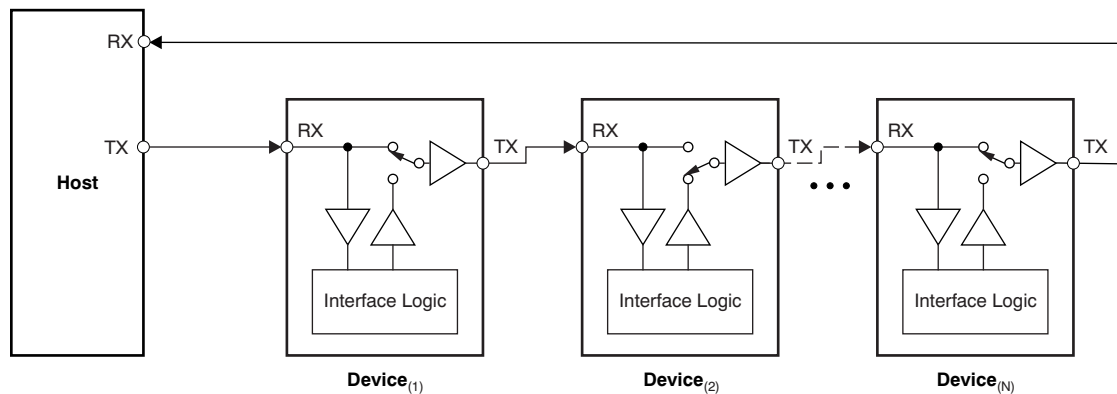 RX
TX
Host
RX
TX
Interface Logic
Device(1)
RX
TX
Interface Logic
Device(2)
RX
TX
Interface Logic
Device(N)